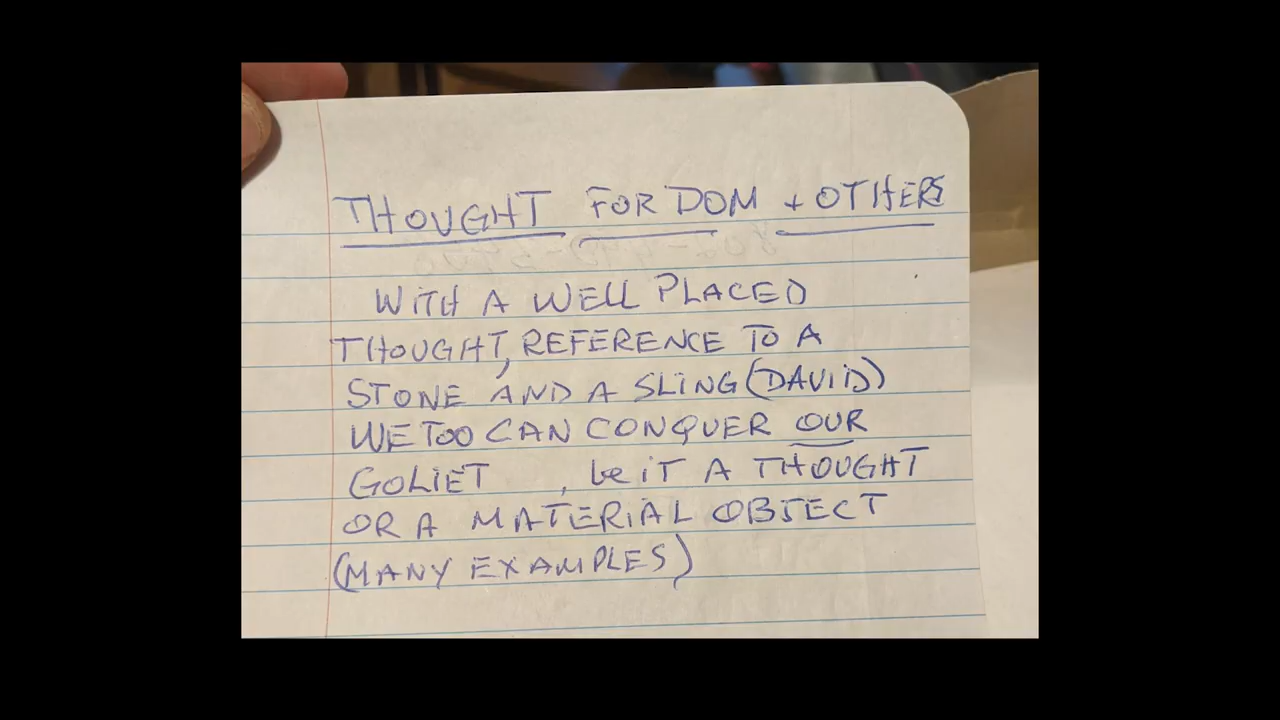 THOUGHT FOR DOM + OTHERS
WITH A WELL PLACED
THOUGHT, REFERENCE TO A
STONE AND A SLING (DAVID)
WE TOO CAN CONQUER OUR
GOLIET , be iT A THOUGHT
OR A MATERIAL OBJECT
(MANY EXAMPLES)